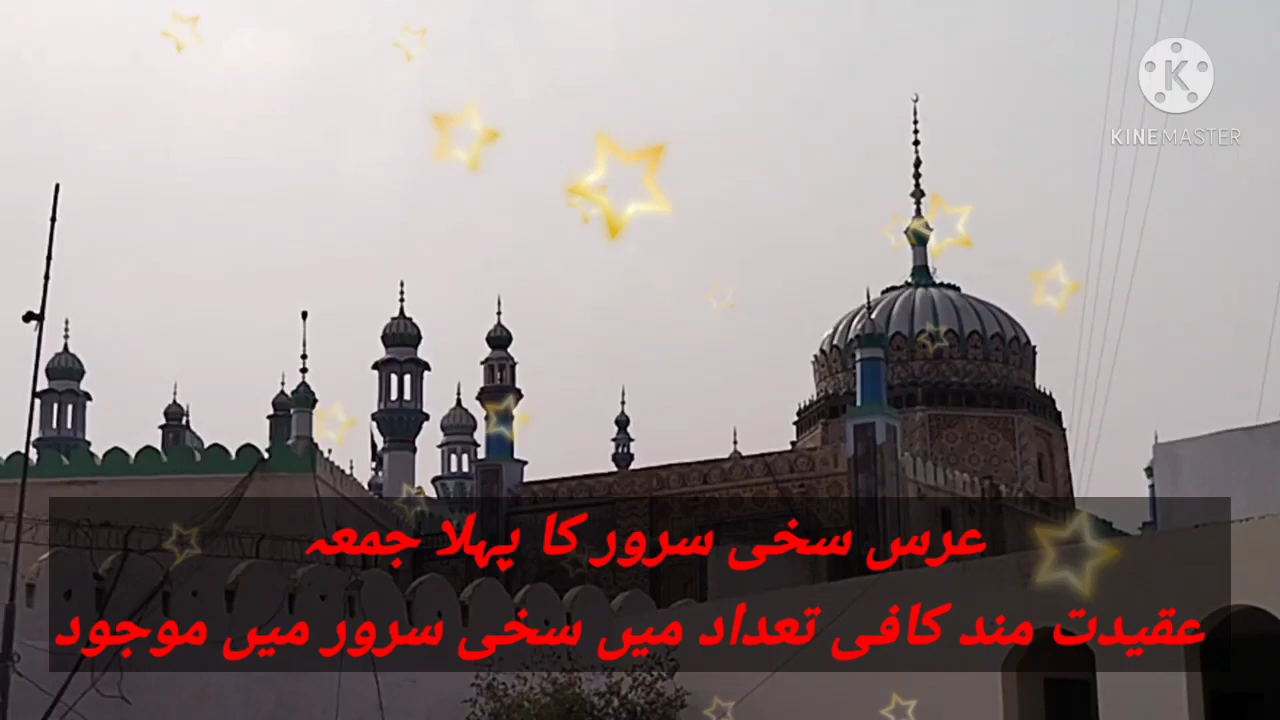 KINEMASTER
عرس سخی سرور کا پہلا جمعہ
عقیدت مند کافی تعداد میں سخی سرور میں موجود